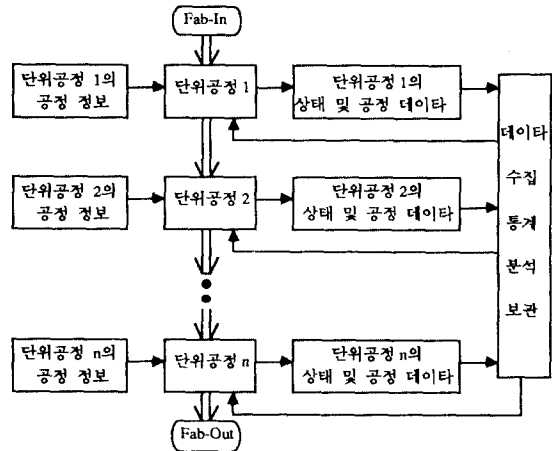 Fab-In
단위공정 1의
공정 정보
단위공정 1
단위공정 1의
상태 및 공정 데이타
단위공정 2의
공정 정보
단위공정 2
단위공정 2의
상태 및 공정 데이타
데이타
수집
통계
분석
보관
단위공정 n의
공정 정보
단위공정 n
단위공정 n의
상태 및 공정 데이타
Fab-Out